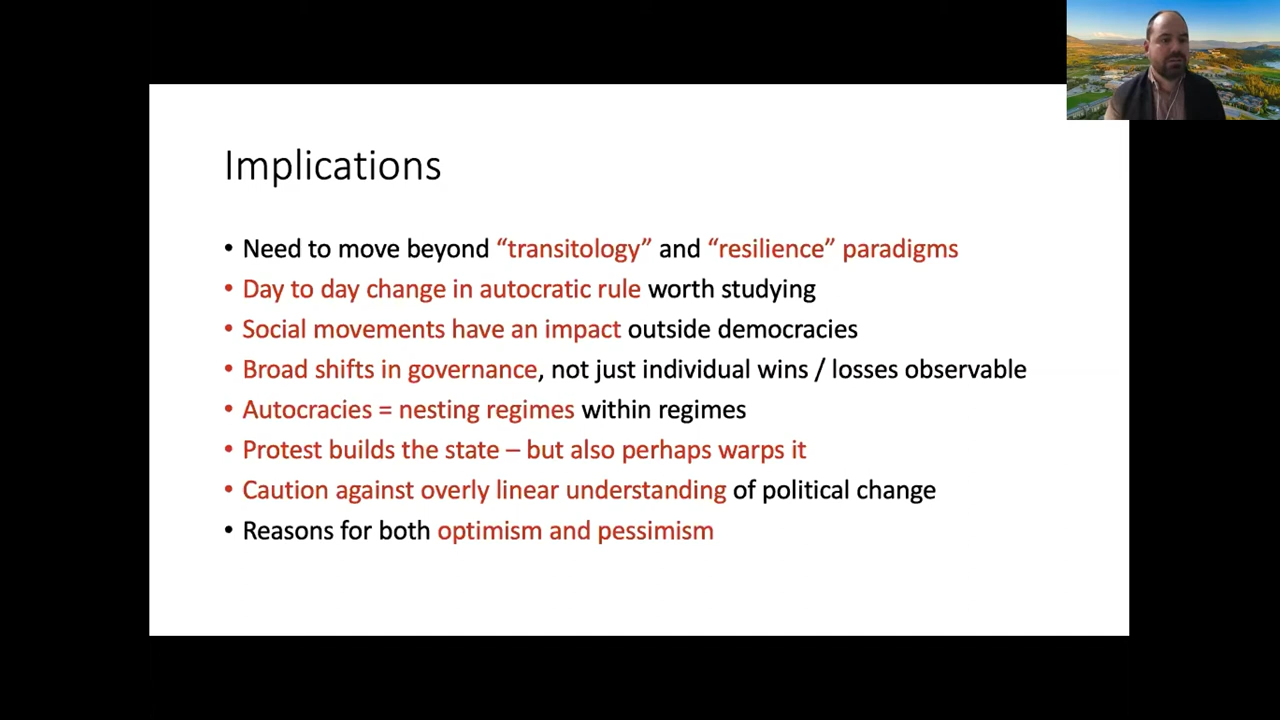 Implications
• Need to move beyond “transitology” and “resilience” paradigms
• Day to day change in autocratic rule worth studying
• Social movements have an impact outside democracies
• Broad shifts in governance, not just individual wins / losses observable
• Autocracies = nesting regimes within regimes
• Protest builds the state – but also perhaps warps it
• Caution against overly linear understanding of political change
• Reasons for both optimism and pessimism